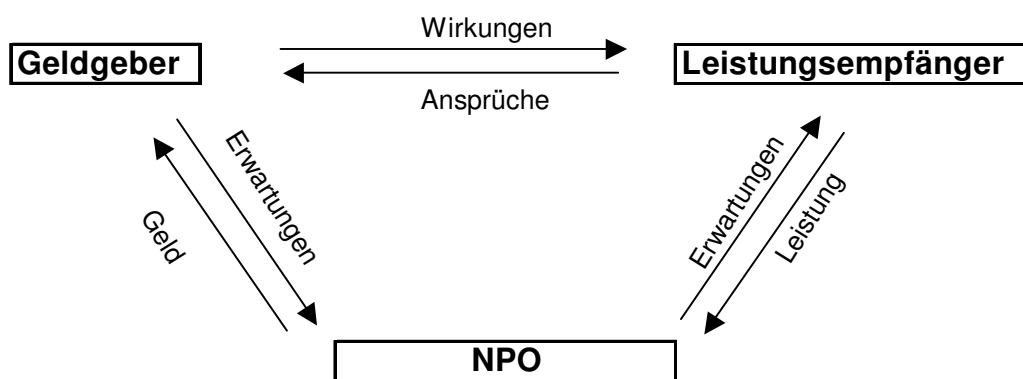 Wirkungen
Geldgeber
Leistungsempfänger
Ansprüche
Erwartungen
Geld
Erwartungen
Leistung
NPO